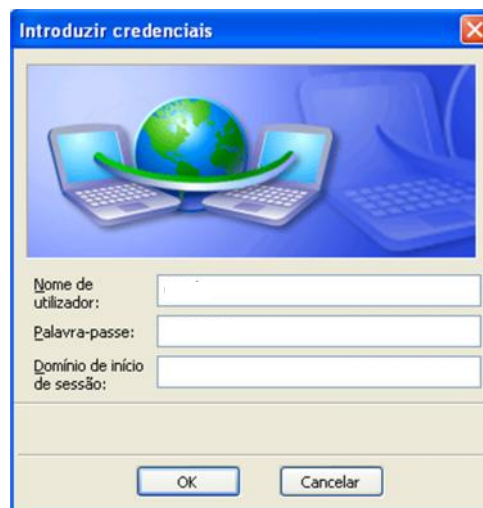 Introduzir credenciais
Nome de
utilizador:
Palavra-passe:
Domínio de início
de sessão:
OK
Cancelar